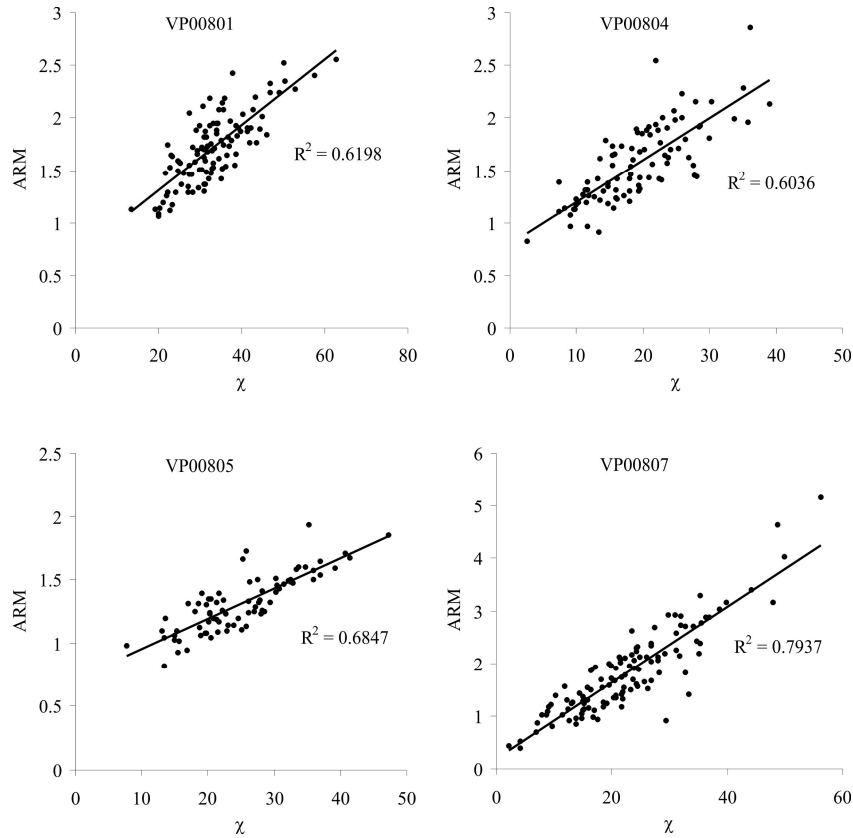 VP00801
3
2.5
2
1.5
1
0.5
0
ARM
R² = 0.6198
0 20 40 60 80
χ
VP00804
3
2.5
2
1.5
1
0.5
0
ARM
R² = 0.6036
0 10 20 30 40 50
χ
VP00805
2.5
2
1.5
1
0.5
0
ARM
R² = 0.6847
0 10 20 30 40 50
χ
VP00807
6
5
4
3
2
1
0
ARM
R² = 0.7937
0 20 40 60
χ